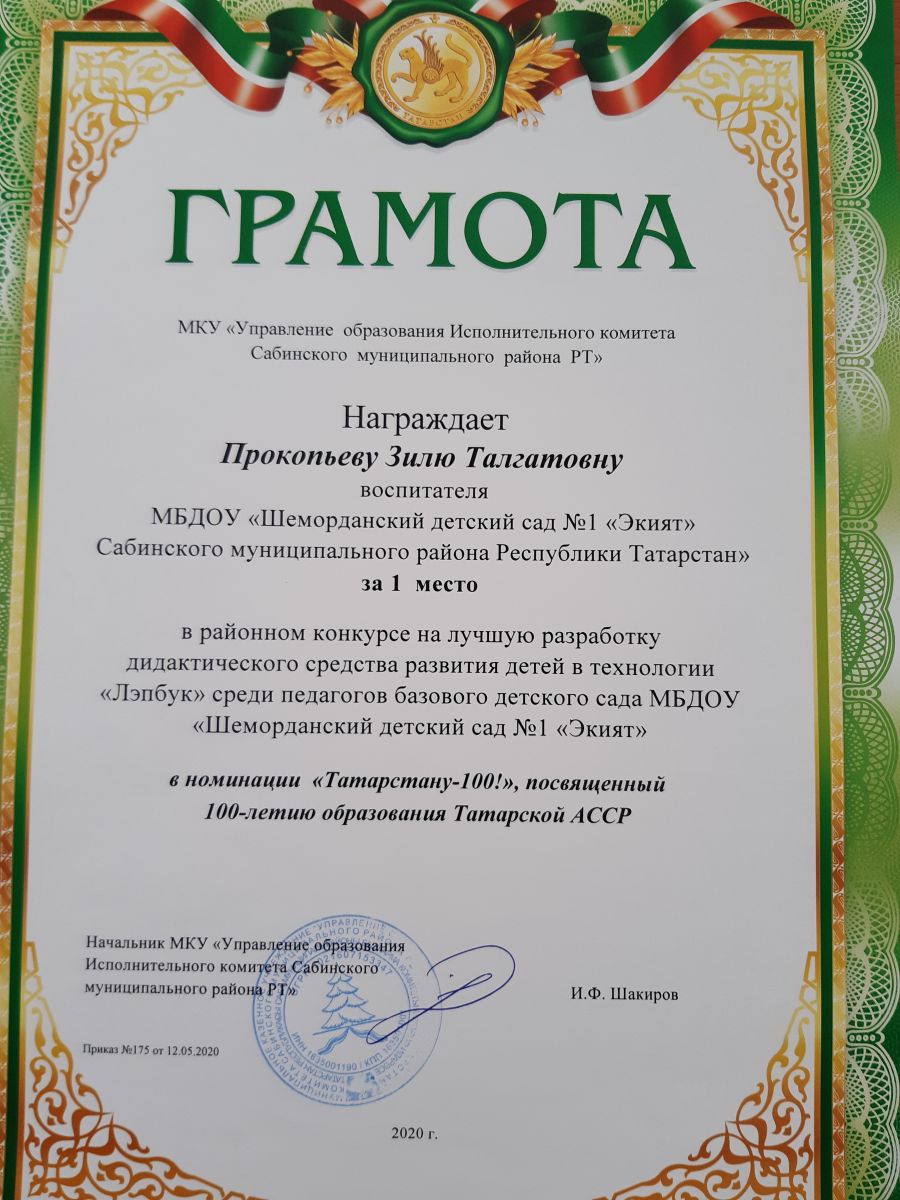 ТАТАРСТАН
ГРАМОТА
МКУ «Управление образования Исполнительного комитета
Сабинского муниципального района РТ»
Награждает
Прокопьеву Зилю Талгатовну
воспитателя
МБДОУ «Шеморданский детский сад №1 «Экият»
Сабинского муниципального района Республики Татарстан»
за 1 место
в районном конкурсе на лучшую разработку
дидактического средства развития детей в технологии
«Лэпбук» среди педагогов базового детского сада МБДОУ
«Шеморданский детский сад №1 «Экият»
в номинации «Татарстану-100!», посвященный
100-летию образования Татарской АССР
Начальник МКУ «Управление образования
Исполнительного комитета Сабинского
муниципального района РТ»
И.Ф. Шакиров
ИНН 1635001190 / КПП
Приказ №175 от 12.05.2020
2020 г.